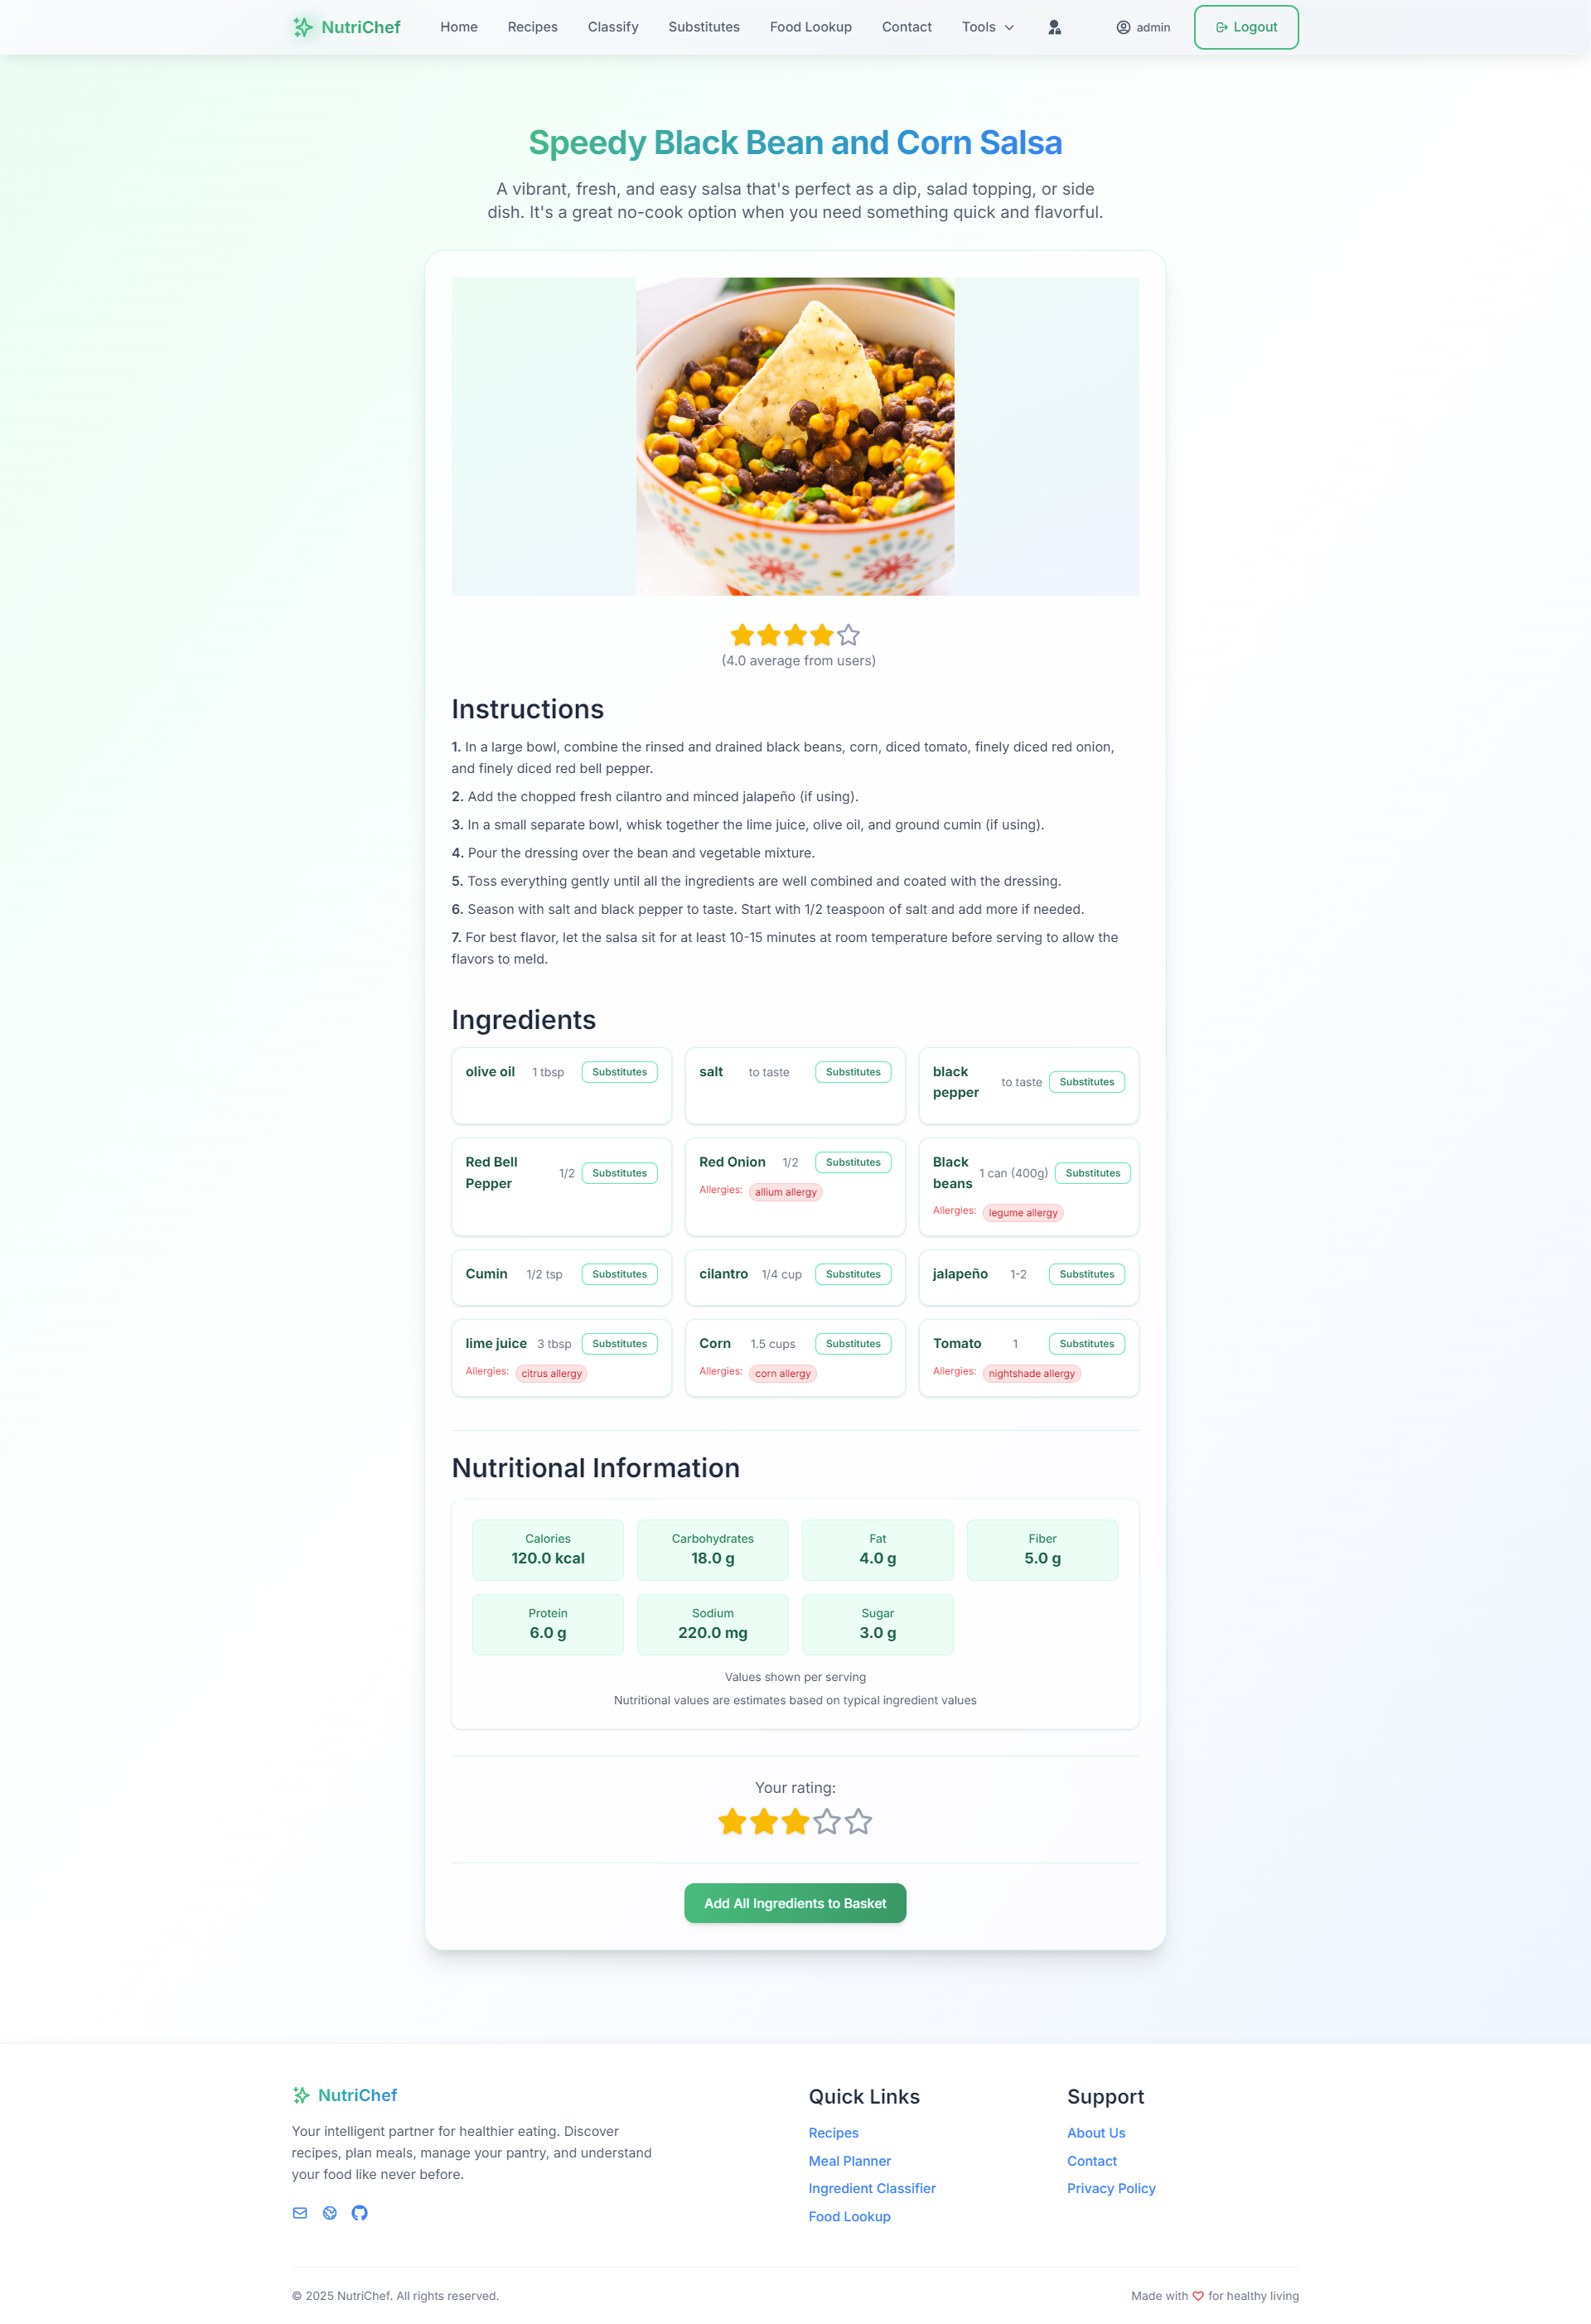 NutriChef
Home
Recipes
Classify
Substitutes
Food Lookup
Contact
Tools
admin
Logout
Speedy Black Bean and Corn Salsa
A vibrant, fresh, and easy salsa that's perfect as a dip, salad topping, or side
dish. It's a great no-cook option when you need something quick and flavorful.
(4.0 average from users)
Instructions
1. In a large bowl, combine the rinsed and drained black beans, corn, diced tomato, finely diced red onion,
and finely diced red bell pepper.
2. Add the chopped fresh cilantro and minced jalapeño (if using).
3. In a small separate bowl, whisk together the lime juice, olive oil, and ground cumin (if using).
4. Pour the dressing over the bean and vegetable mixture.
5. Toss everything gently until all the ingredients are well combined and coated with the dressing.
6. Season with salt and black pepper to taste. Start with 1/2 teaspoon of salt and add more if needed.
7. For best flavor, let the salsa sit for at least 10-15 minutes at room temperature before serving to allow the
flavors to meld.
Ingredients
olive oil 1 tbsp Substitutes
salt to taste Substitutes
black
pepper
to taste Substitutes
Red Bell
Pepper
1/2 Substitutes
Red Onion 1/2 Substitutes
Allergies: allium allergy
Black
beans
1 can (400g) Substitutes
Allergies: legume allergy
Cumin 1/2 tsp Substitutes
cilantro 1/4 cup Substitutes
jalapeño 1-2 Substitutes
lime juice 3 tbsp Substitutes
Allergies: citrus allergy
Corn 1.5 cups Substitutes
Allergies: corn allergy
Tomato 1 Substitutes
Allergies: nightshade allergy
Nutritional Information
Calories
120.0 kcal
Carbohydrates
18.0 g
Fat
4.0 g
Fiber
5.0 g
Protein
6.0 g
Sodium
220.0 mg
Sugar
3.0 g
Values shown per serving
Nutritional values are estimates based on typical ingredient values
Your rating:
Add All Ingredients to Basket
NutriChef
Your intelligent partner for healthier eating. Discover
recipes, plan meals, manage your pantry, and understand
your food like never before.
Quick Links
Recipes
Meal Planner
Ingredient Classifier
Food Lookup
Support
About Us
Contact
Privacy Policy
© 2025 NutriChef. All rights reserved.
Made with for healthy living